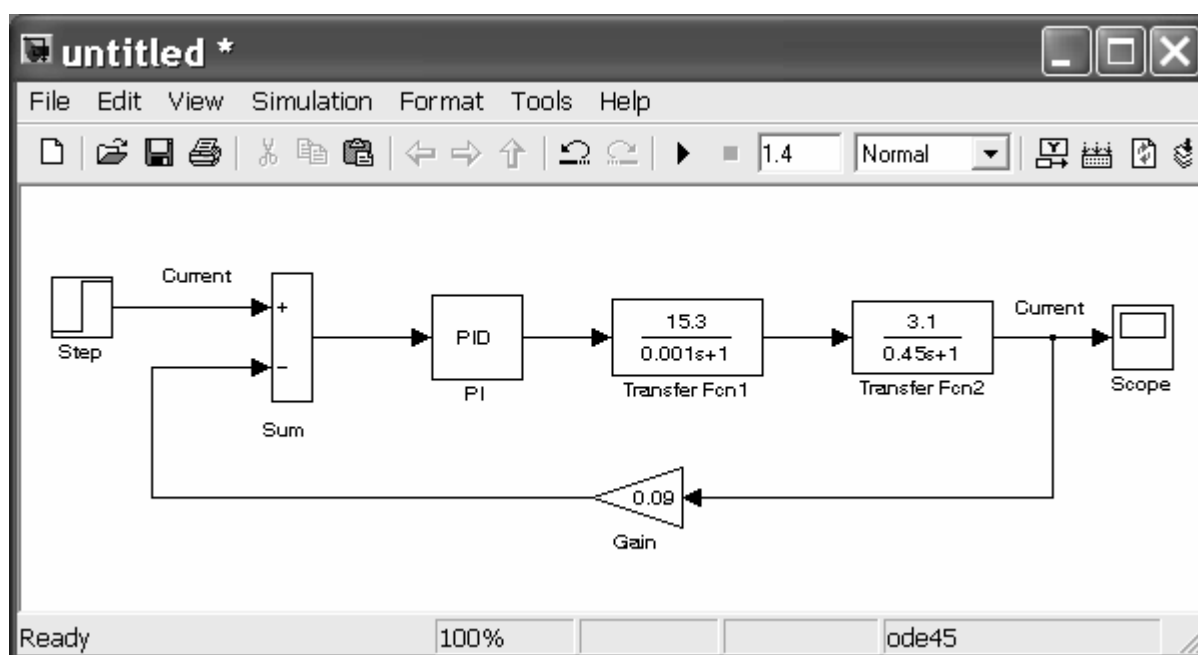 untitled *
File Edit View Simulation Format Tools Help
1.4 Normal
Current
Step
+
−
Sum
PID
PI
15.3
0.001s+1
Transfer Fcn1
3.1
0.45s+1
Transfer Fcn2
Current
Scope
0.09
Gain
Ready 100% ode45